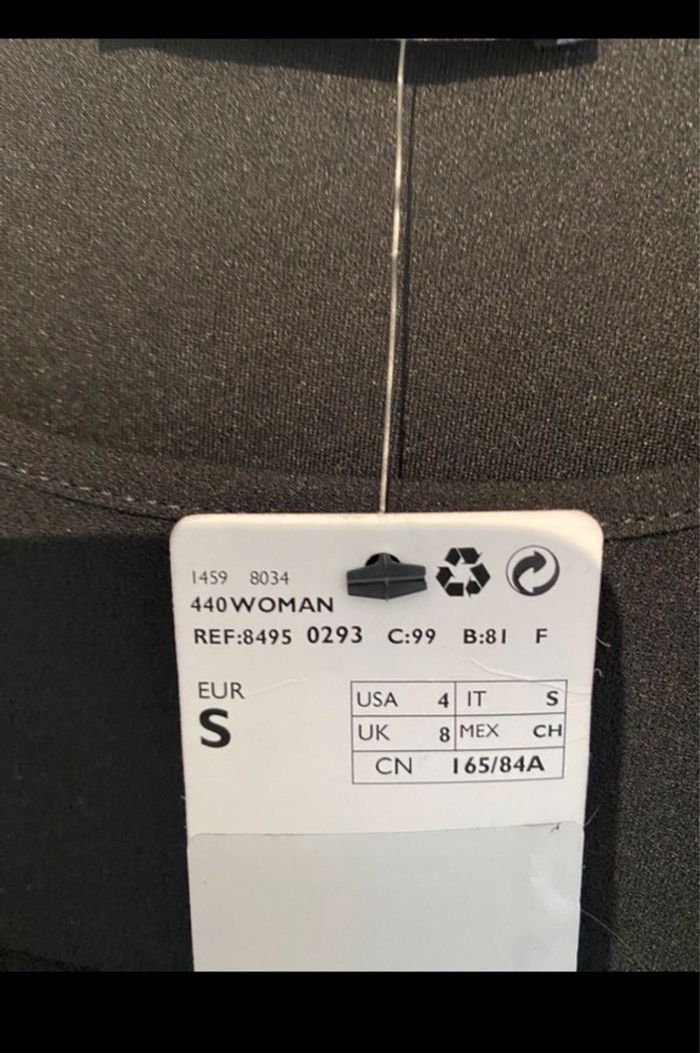 1459 8034
440WOMAN
REF:8495 0293 C:99 B:81 F
EUR
S
USA 4 IT S
UK 8 MEX CH
CN 165/84A